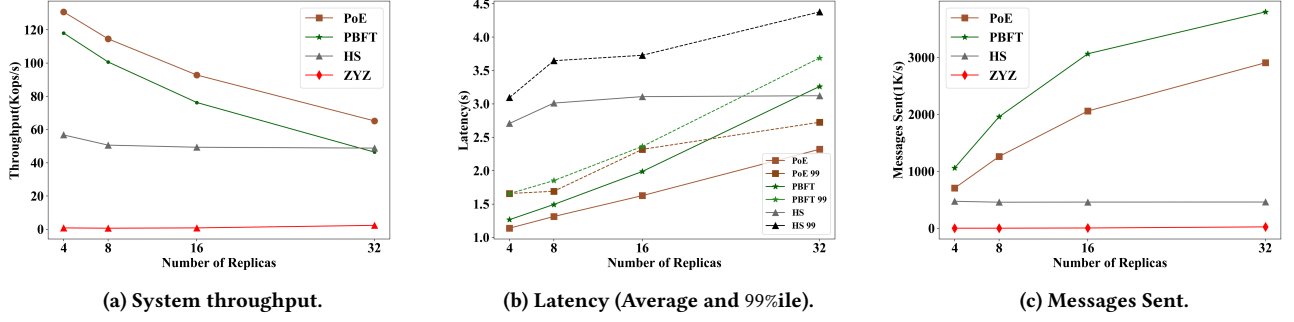 120
100
80
60
40
20
0
Throughput(Kops/s)
4
8
16
32
Number of Replicas
PoE
PBFT
HS
ZYZ
(a) System throughput.
4.5
4.0
3.5
3.0
2.5
2.0
1.5
1.0
Latency(s)
4
8
16
32
Number of Replicas
PoE
PoE 99
PBFT
PBFT 99
HS
HS 99
(b) Latency (Average and 99%ile).
3000
2000
1000
0
Messages Sent(1K/s)
4
8
16
32
Number of Replicas
PoE
PBFT
HS
ZYZ
(c) Messages Sent.